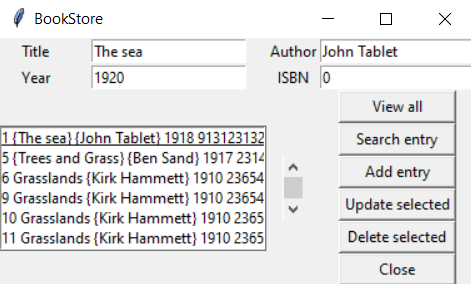 BookStore
Title The sea Author John Tablet
Year 1920 ISBN 0
View all
1 {The sea} {John Tablet} 1918 913123132
Search entry
5 {Trees and Grass} {Ben Sand} 1917 2314
6 Grasslands {Kirk Hammett} 1910 23654
Add entry
9 Grasslands {Kirk Hammett} 1910 23654
Update selected
10 Grasslands {Kirk Hammett} 1910 2365
Delete selected
11 Grasslands {Kirk Hammett} 1910 2365
Close